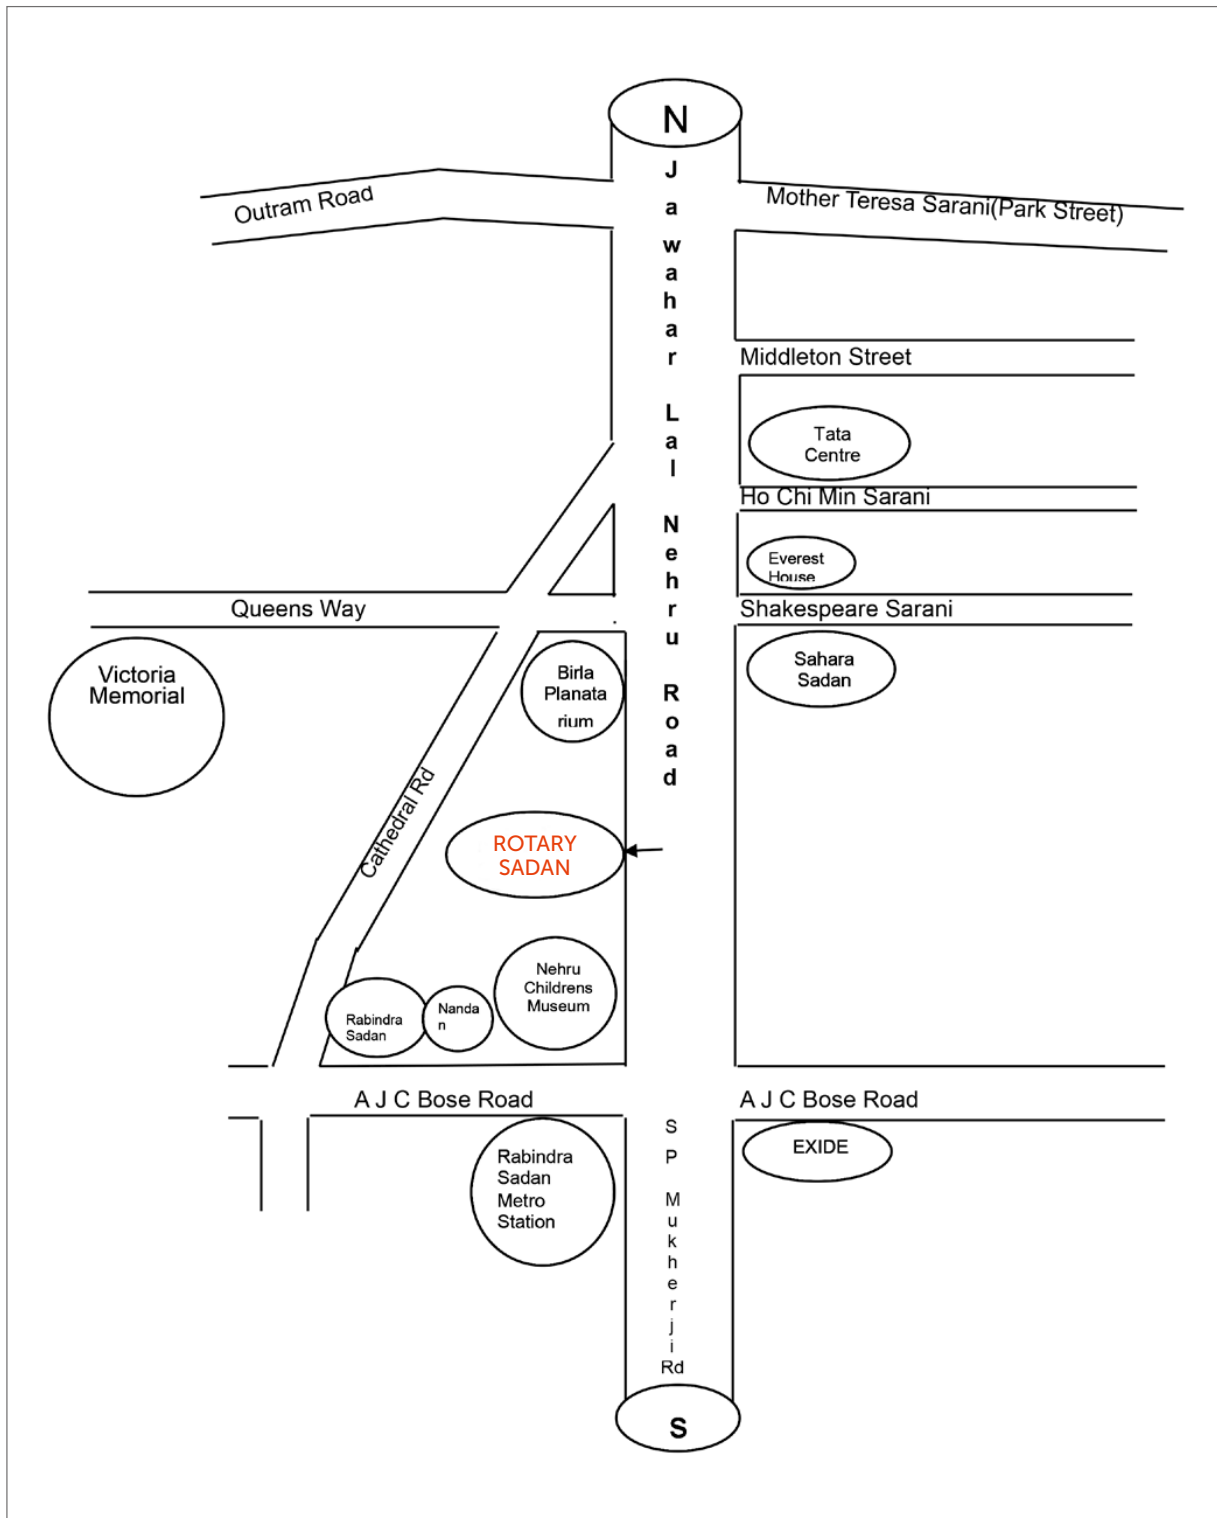 N
Jawahar Lal Nehru Road
Outram Road
Mother Teresa Sarani(Park Street)
Middleton Street
Tata
Centre
Ho Chi Min Sarani
Everest
House
Queens Way
Shakespeare Sarani
Victoria
Memorial
Birla
Planata
rium
Sahara
Sadan
Cathedral Rd
ROTARY
SADAN
Nehru
Childrens
Museum
Rabindra
Sadan
Nanda
n
A J C Bose Road
A J C Bose Road
Rabindra
Sadan
Metro
Station
EXIDE
S P Mukherji Rd
S